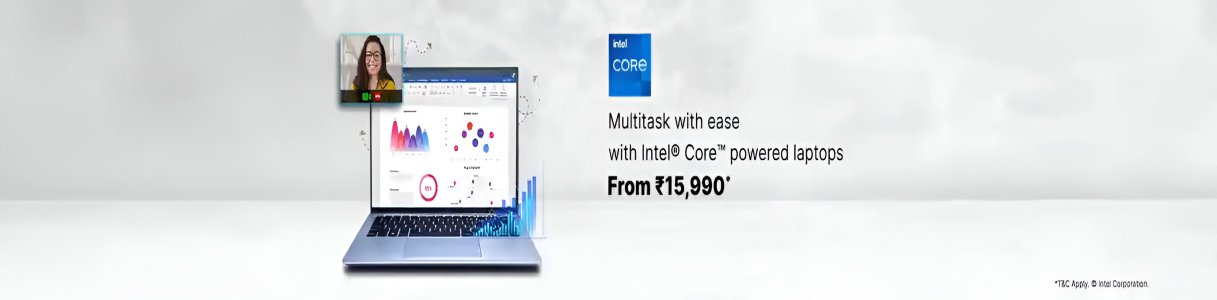 intel
CORE
Multitask with ease
with Intel® Core™ powered laptops
From ₹15,990*
*T&C Apply. © Intel Corporation.